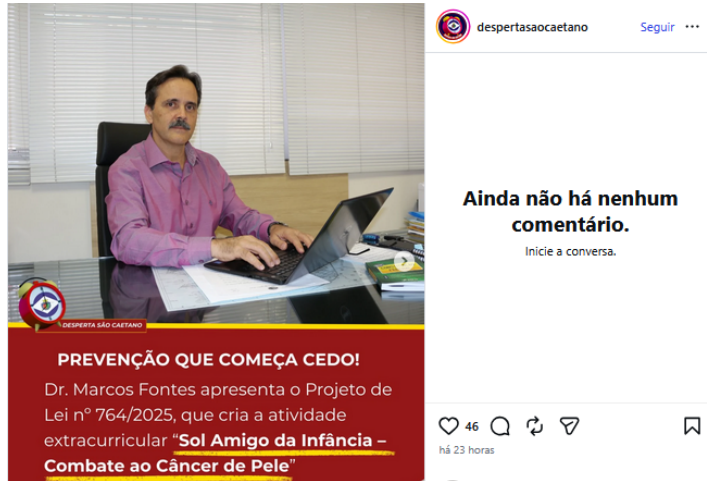 despertasaocaetano
Seguir
DESPERTA SÃO CAETANO
PREVENÇÃO QUE COMEÇA CEDO!
Dr. Marcos Fontes apresenta o Projeto de
Lei nº 764/2025, que cria a atividade
extracurricular “Sol Amigo da Infância –
Combate ao Câncer de Pele”
Ainda não há nenhum
comentário.
Inicie a conversa.
46
há 23 horas